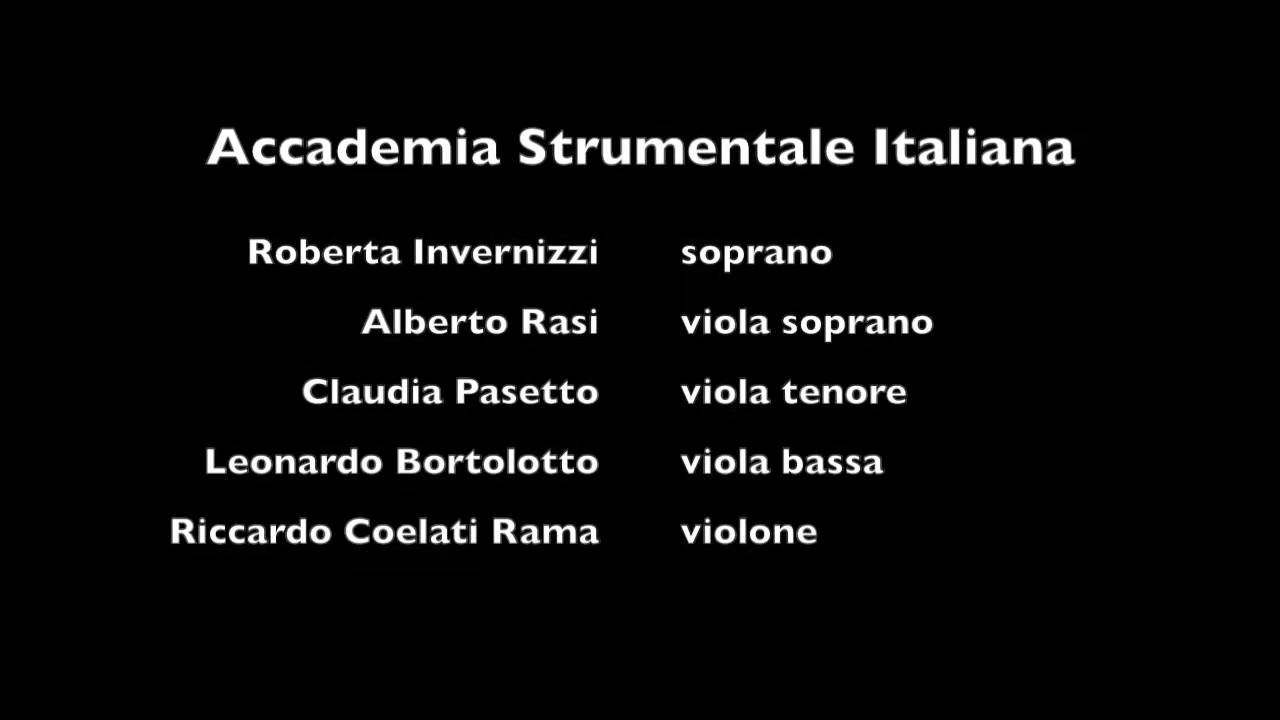 Accademia Strumentale Italiana
Roberta Invernizzi soprano
Alberto Rasi viola soprano
Claudia Pasetto viola tenore
Leonardo Bortolotto viola bassa
Riccardo Coelati Rama violone